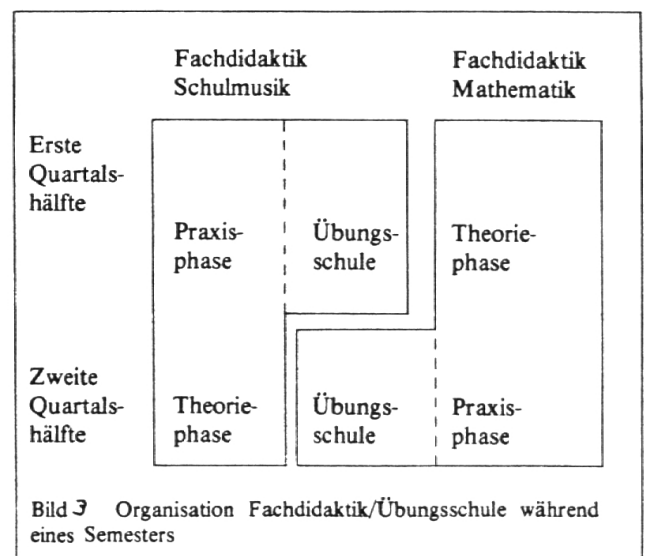 Fachdidaktik
Schulmusik
Fachdidaktik
Mathematik
Erste
Quartals-
hälfte
Praxis-
phase
Übungs-
schule
Theorie-
phase
Zweite
Quartals-
hälfte
Theorie-
phase
Übungs-
schule
Praxis-
phase
Bild 3 Organisation Fachdidaktik/Übungsschule während
eines Semesters